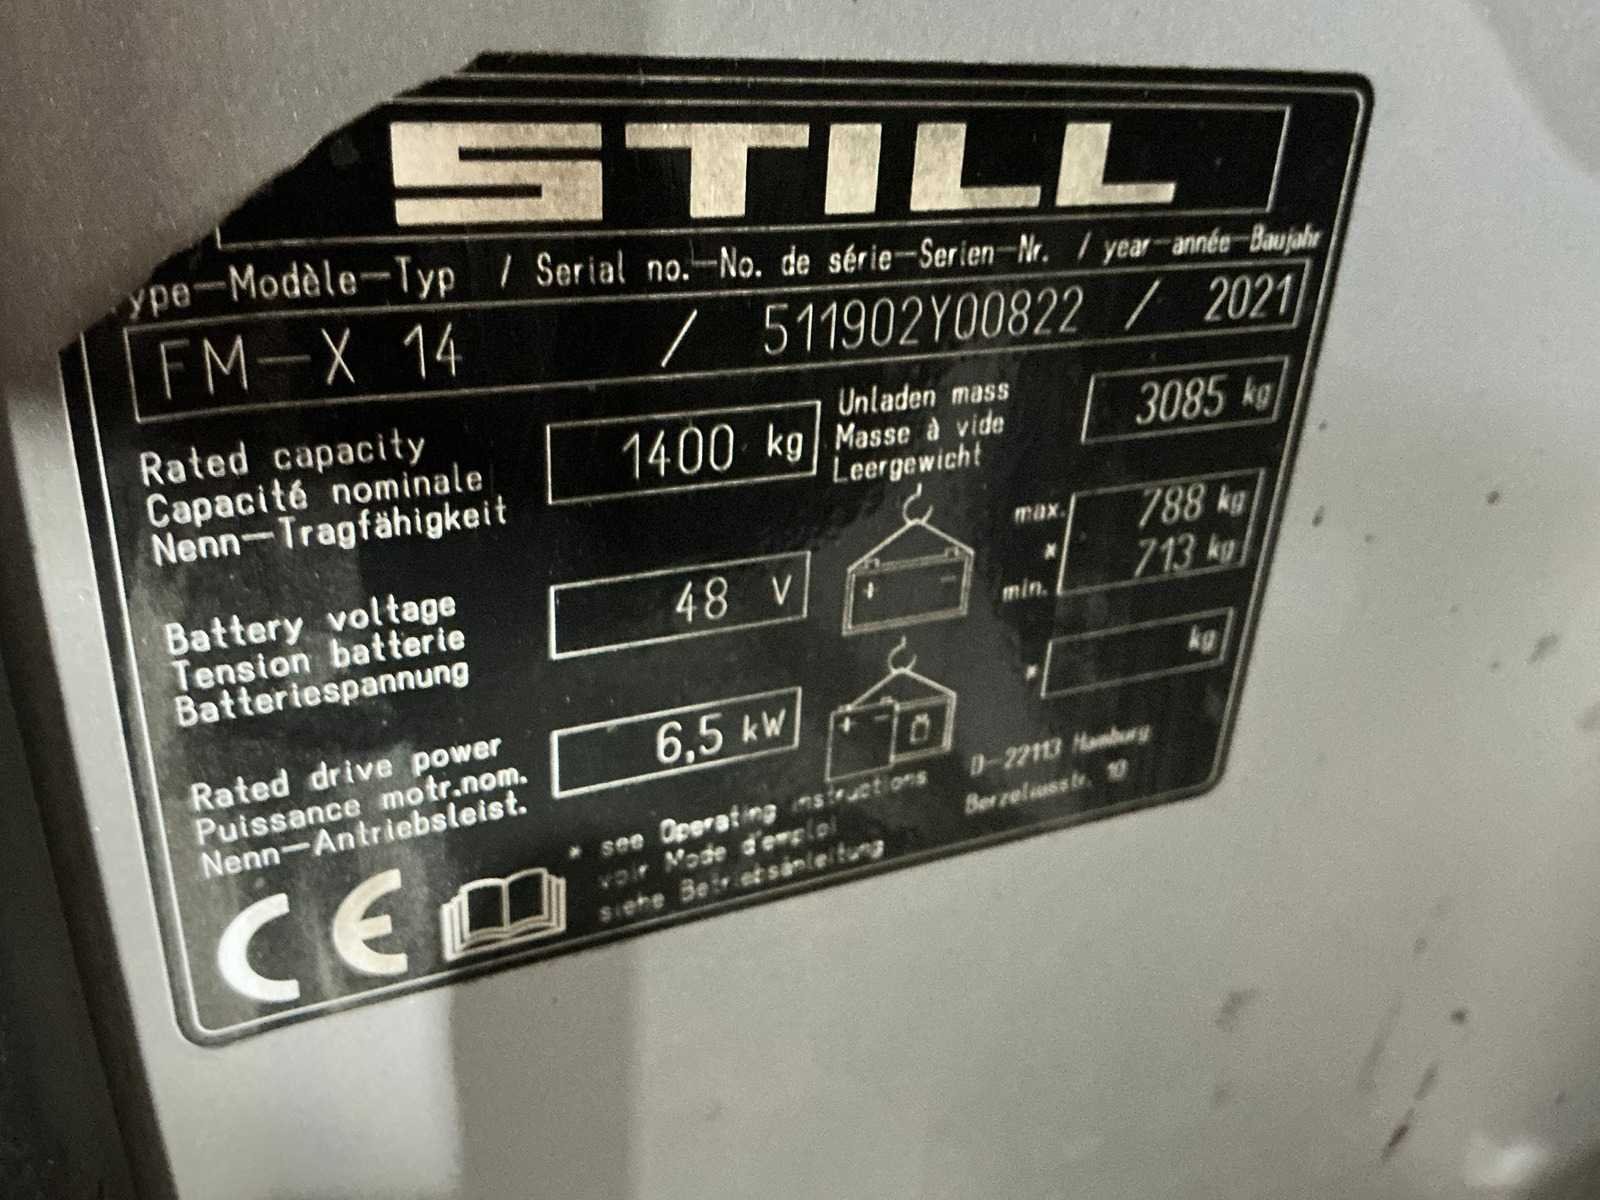 STILL
ype-Modèle-Typ / Serial no.-No. de série-Serien-Nr. / year-année-Baujahr
FM-X 14 / 511902Y00822 / 2021
Rated capacity
Capacité nominale
Nenn-Tragfähigkeit
1400 kg
Unladen mass
Masse à vide
Leergewicht
3085 kg
Battery voltage
Tension batterie
Batteriespannung
48 V
+ -
max. 788 kg
*
min. 713 kg
Rated drive power
Puissance motr.nom.
Nenn-Antriebsleist.
6,5 kW
+ -
* kg
CE
* see Operating instructions
voir Mode d'emploi
siehe Betriebsanleitung
D-22113 Hamburg
Berzeliusstr. 10